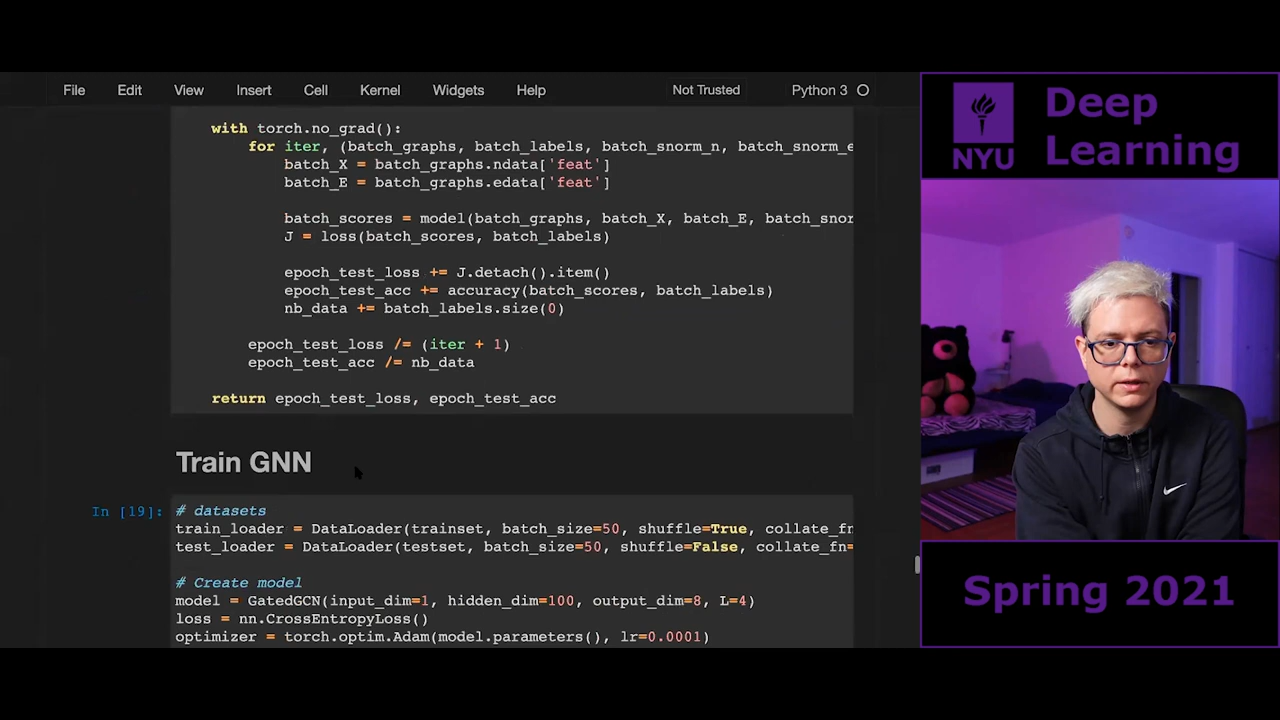 File Edit View Insert Cell Kernel Widgets Help Not Trusted Python 3
with torch.no_grad():
for iter, (batch_graphs, batch_labels, batch_snorm_n, batch_snorm_e
batch_X = batch_graphs.ndata['feat']
batch_E = batch_graphs.edata['feat']
batch_scores = model(batch_graphs, batch_X, batch_E, batch_snor
J = loss(batch_scores, batch_labels)
epoch_test_loss += J.detach().item()
epoch_test_acc += accuracy(batch_scores, batch_labels)
nb_data += batch_labels.size(0)
epoch_test_loss /= (iter + 1)
epoch_test_acc /= nb_data
return epoch_test_loss, epoch_test_acc
Train GNN
In [19]:
# datasets
train_loader = DataLoader(trainset, batch_size=50, shuffle=True, collate_fn
test_loader = DataLoader(testset, batch_size=50, shuffle=False, collate_fn=
# Create model
model = GatedGCN(input_dim=1, hidden_dim=100, output_dim=8, L=4)
loss = nn.CrossEntropyLoss()
optimizer = torch.optim.Adam(model.parameters(), lr=0.0001)
NYU
Deep
Learning
Spring 2021